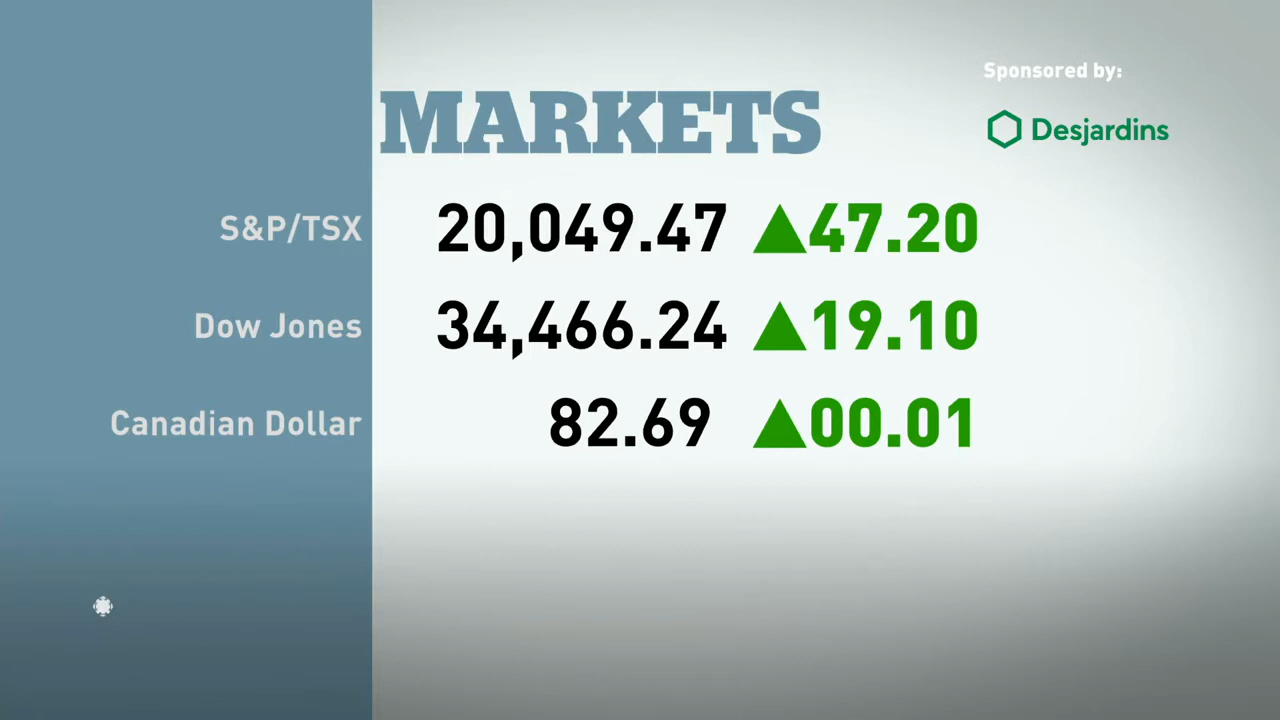 MARKETS
Sponsored by:
Desjardins
S&P/TSX 20,049.47 ▲47.20
Dow Jones 34,466.24 ▲19.10
Canadian Dollar 82.69 ▲00.01